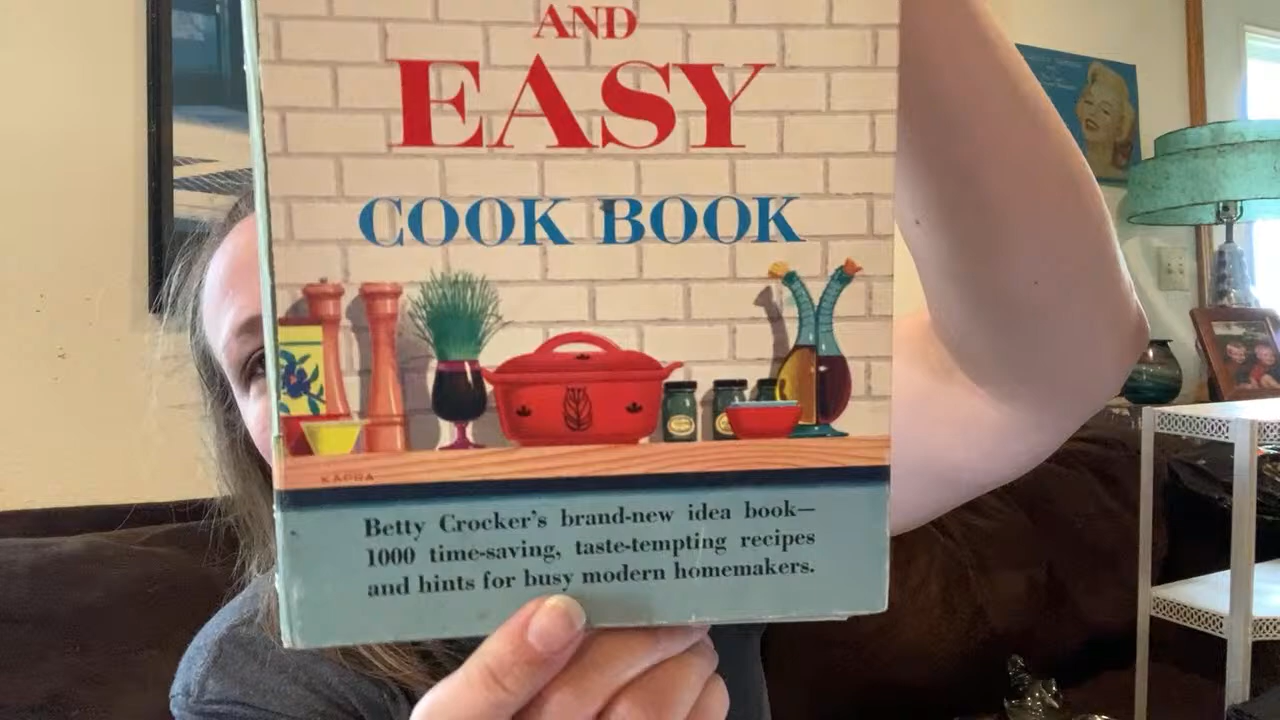 AND
EASY
COOK BOOK
KAPBA
Betty Crocker's brand-new idea book—
1000 time-saving, taste-tempting recipes
and hints for busy modern homemakers.